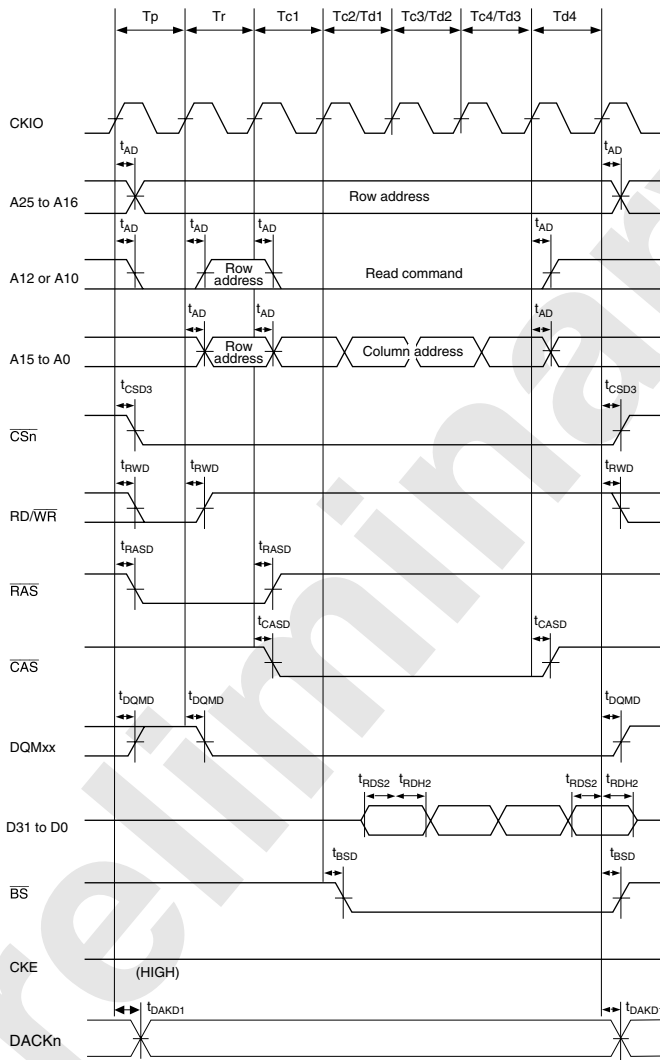 Tp Tr Tc1 Tc2/Td1 Tc3/Td2 Tc4/Td3 Td4
CKIO
tAD tAD
A25 to A16 Row address
tAD tAD tAD tAD
A12 or A10 Row address Read command
tAD tAD tAD
A15 to A0 Row address Column address
tCSD3 tCSD3
CSn
tRWD tRWD tRWD
RD/WR
tRASD tRASD
RAS
tCASD tCASD
CAS
tDQMD tDQMD tDQMD
DQMxx
tRDS2 tRDH2 tRDS2 tRDH2
D31 to D0
tBSD tBSD
BS
CKE
(HIGH)
tDAKD1 tDAKD1
DACKn
reliminar